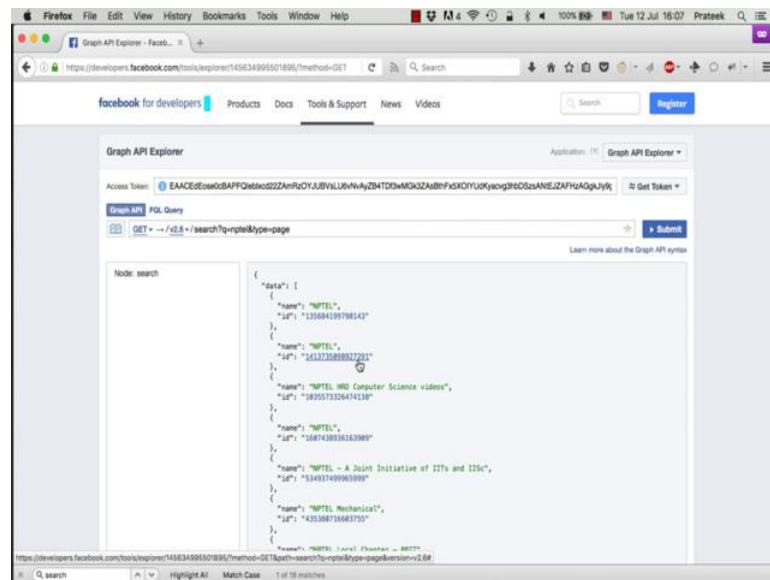 Firefox File Edit View History Bookmarks Tools Window Help 4 100% Tue 12 Jul 16:07 Prateek
Graph API Explorer - Faceb...
https://developers.facebook.com/tools/explorer/145634995501895/?method=GET Search
facebook for developers Products Docs Tools & Support News Videos Search Register
Graph API Explorer Application: [?] Graph API Explorer
Access Token: Get Token
Graph API FQL Query
GET → /v2.6 /search?q=nptel&type=page Submit
Learn more about the Graph API syntax
Node: search
{
"data": [
{
"name": "NPTEL",
"id": "135684199798143"
},
{
"name": "NPTEL",
"id": "1413735898927291"
},
{
"name": "NPTEL HRD Computer Science videos",
"id": "1035573326474138"
},
{
"name": "NPTEL",
"id": "1607438936163909"
},
{
"name": "NPTEL – A Joint Initiative of IITs and IISc",
"id": "534937499965999"
},
{
"name": "NPTEL Mechanical",
"id": "435380716603755"
},
{
"name": "NPTEL Local Chapter –
https://developers.facebook.com/tools/explorer/145634995501895/?method=GET&path=search?q=nptel&type=page&version=v2.6#
search Highlight All Match Case 1 of 18 matches